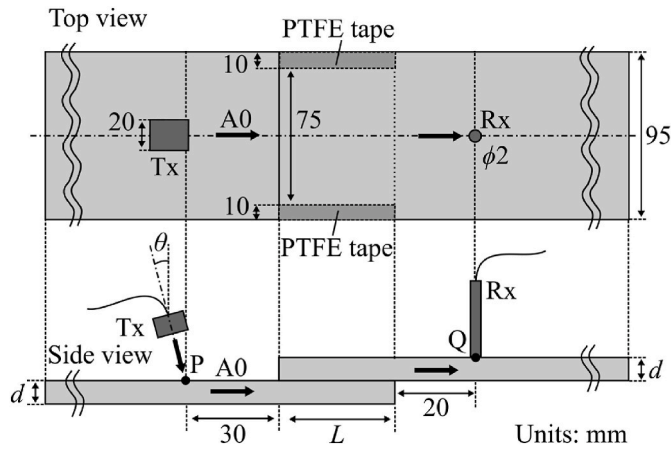 Top view
PTFE tape
10
20
A0
75
Rx
95
Tx
ϕ2
10
PTFE tape
θ
Tx
Rx
Side view
P
A0
Q
d
d
30
L
20
Units: mm